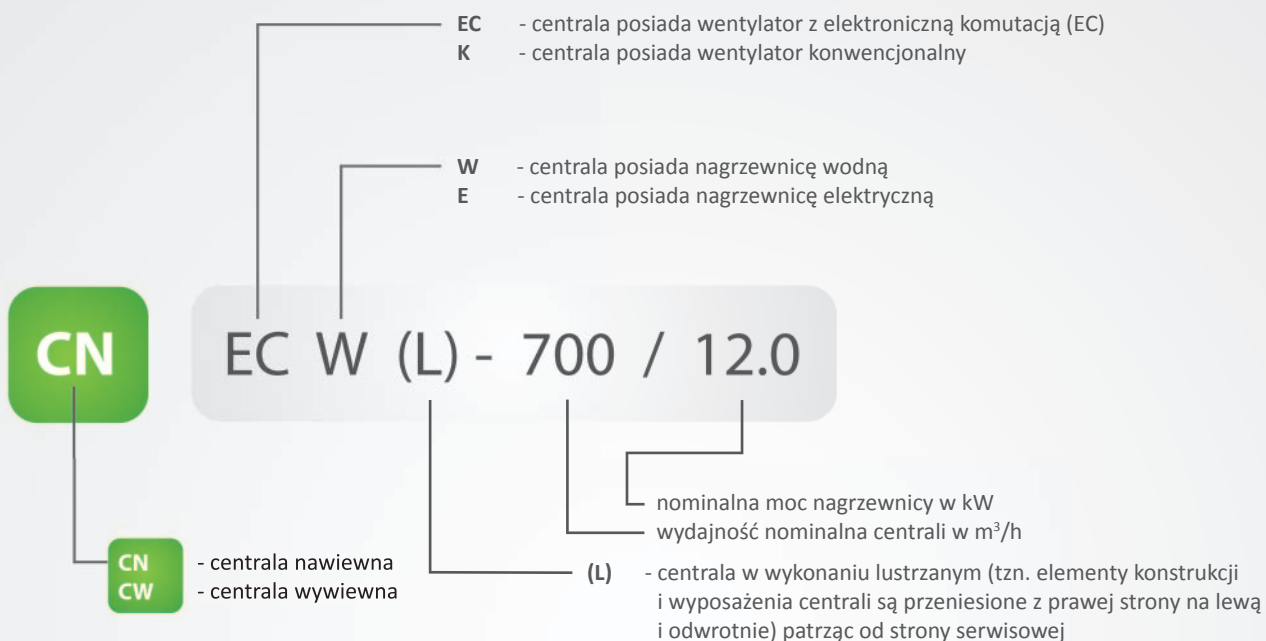 EC - centrala posiada wentylator z elektroniczną komutacją (EC)
K - centrala posiada wentylator konwencjonalny
W - centrala posiada nagrzewnicę wodną
E - centrala posiada nagrzewnicę elektryczną
CN EC W (L) - 700 / 12.0
nominalna moc nagrzewnicy w kW
wydajność nominalna centrali w m³/h
CN - centrala nawiewna
CW - centrala wywiewna
(L) - centrala w wykonaniu lustrzanym (tzn. elementy konstrukcji
i wyposażenia centrali są przeniesione z prawej strony na lewą
i odwrotnie) patrząc od strony serwisowej